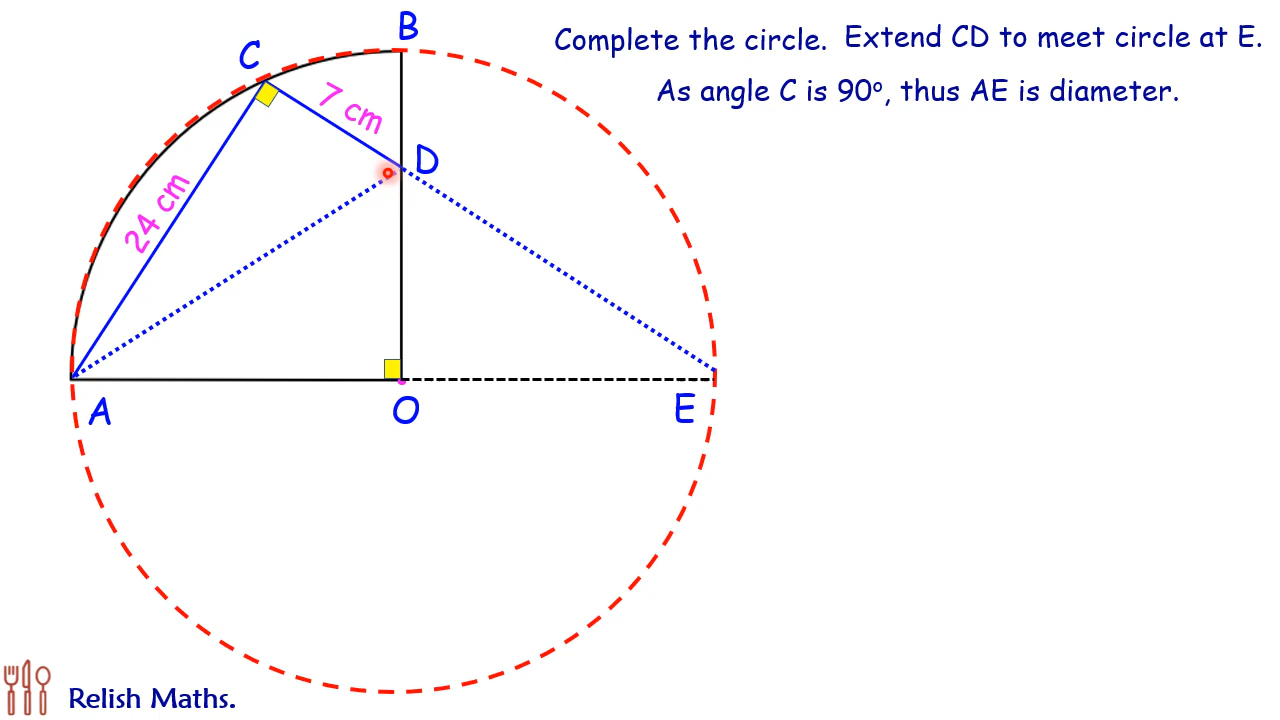 Complete the circle. Extend CD to meet circle at E.
As angle C is 90°, thus AE is diameter.
B
C
7 cm
D
24 cm
A
O
E
Relish Maths.